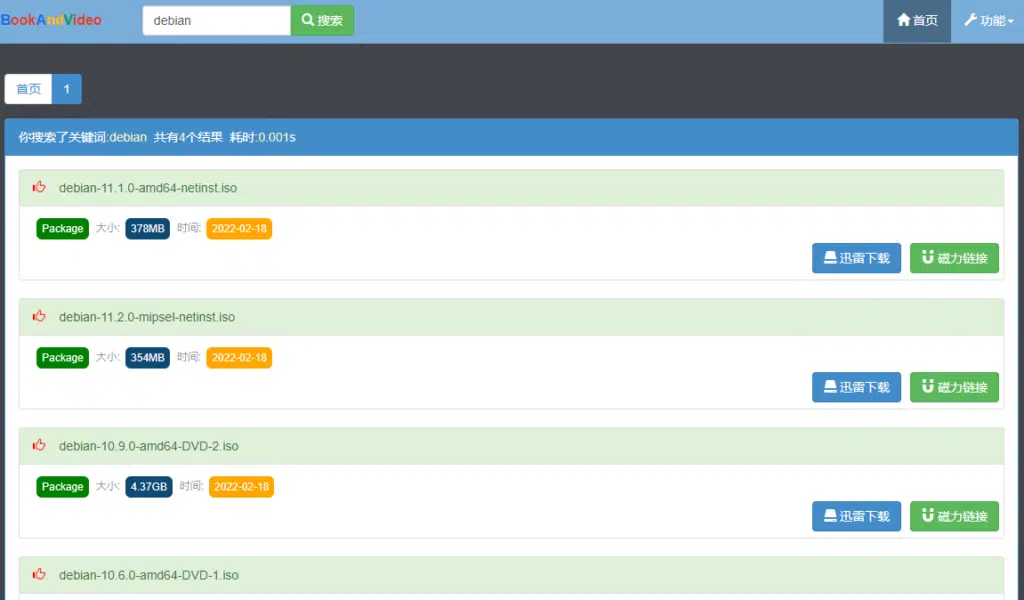 BookAndVideo debian 搜索 首页 功能
首页 1
你搜索了关键词:debian 共有4个结果 耗时:0.001s
debian-11.1.0-amd64-netinst.iso
Package 大小: 378MB 时间: 2022-02-18
迅雷下载 磁力链接
debian-11.2.0-mipsel-netinst.iso
Package 大小: 354MB 时间: 2022-02-18
迅雷下载 磁力链接
debian-10.9.0-amd64-DVD-2.iso
Package 大小: 4.37GB 时间: 2022-02-18
迅雷下载 磁力链接
debian-10.6.0-amd64-DVD-1.iso